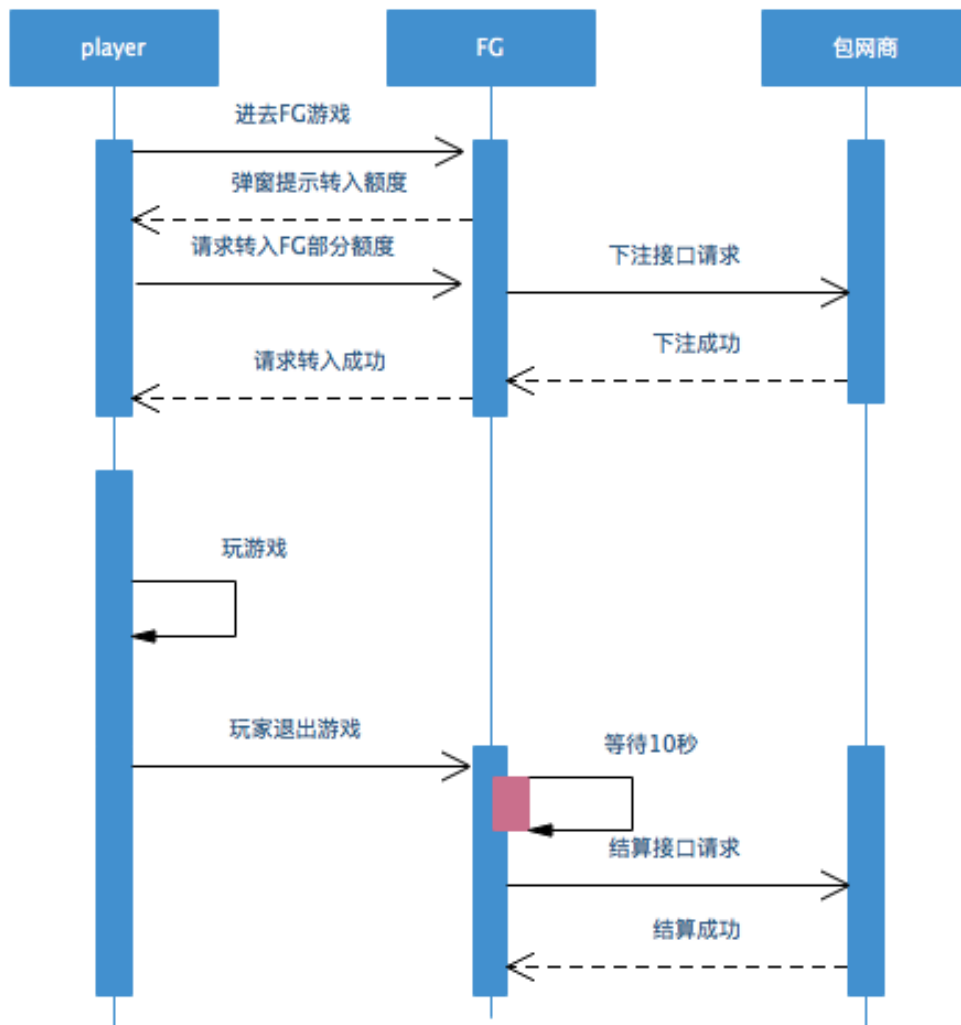 player
FG
包网商
进去FG游戏
弹窗提示转入额度
请求转入FG部分额度
下注接口请求
下注成功
请求转入成功
玩游戏
玩家退出游戏
等待10秒
结算接口请求
结算成功